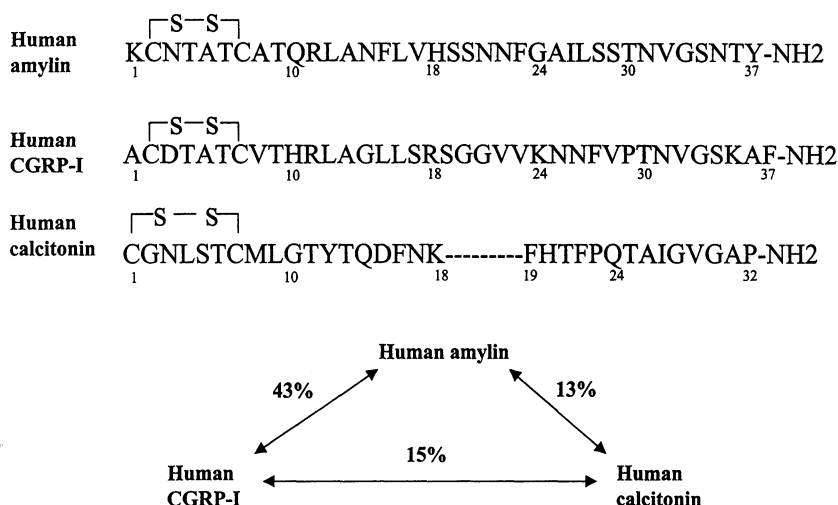 S—S
Human
amylin
KCNTATCATQRLANFLVHSSNNFGAILSSTNVGSNTY-NH2
1 10 18 24 30 37
S—S
Human
CGRP-I
ACDTATCVTHRLAGLLSRSGGVVKNNFVPTNVGSKAF-NH2
1 10 18 24 30 37
S—S
Human
calcitonin
CGNLSTCMLGTYTQDFNK---------FHTFPQTAIGVGAP-NH2
1 10 18 19 24 32
Human amylin
43% 13%
15%
Human
CGRP-I
Human
calcitonin